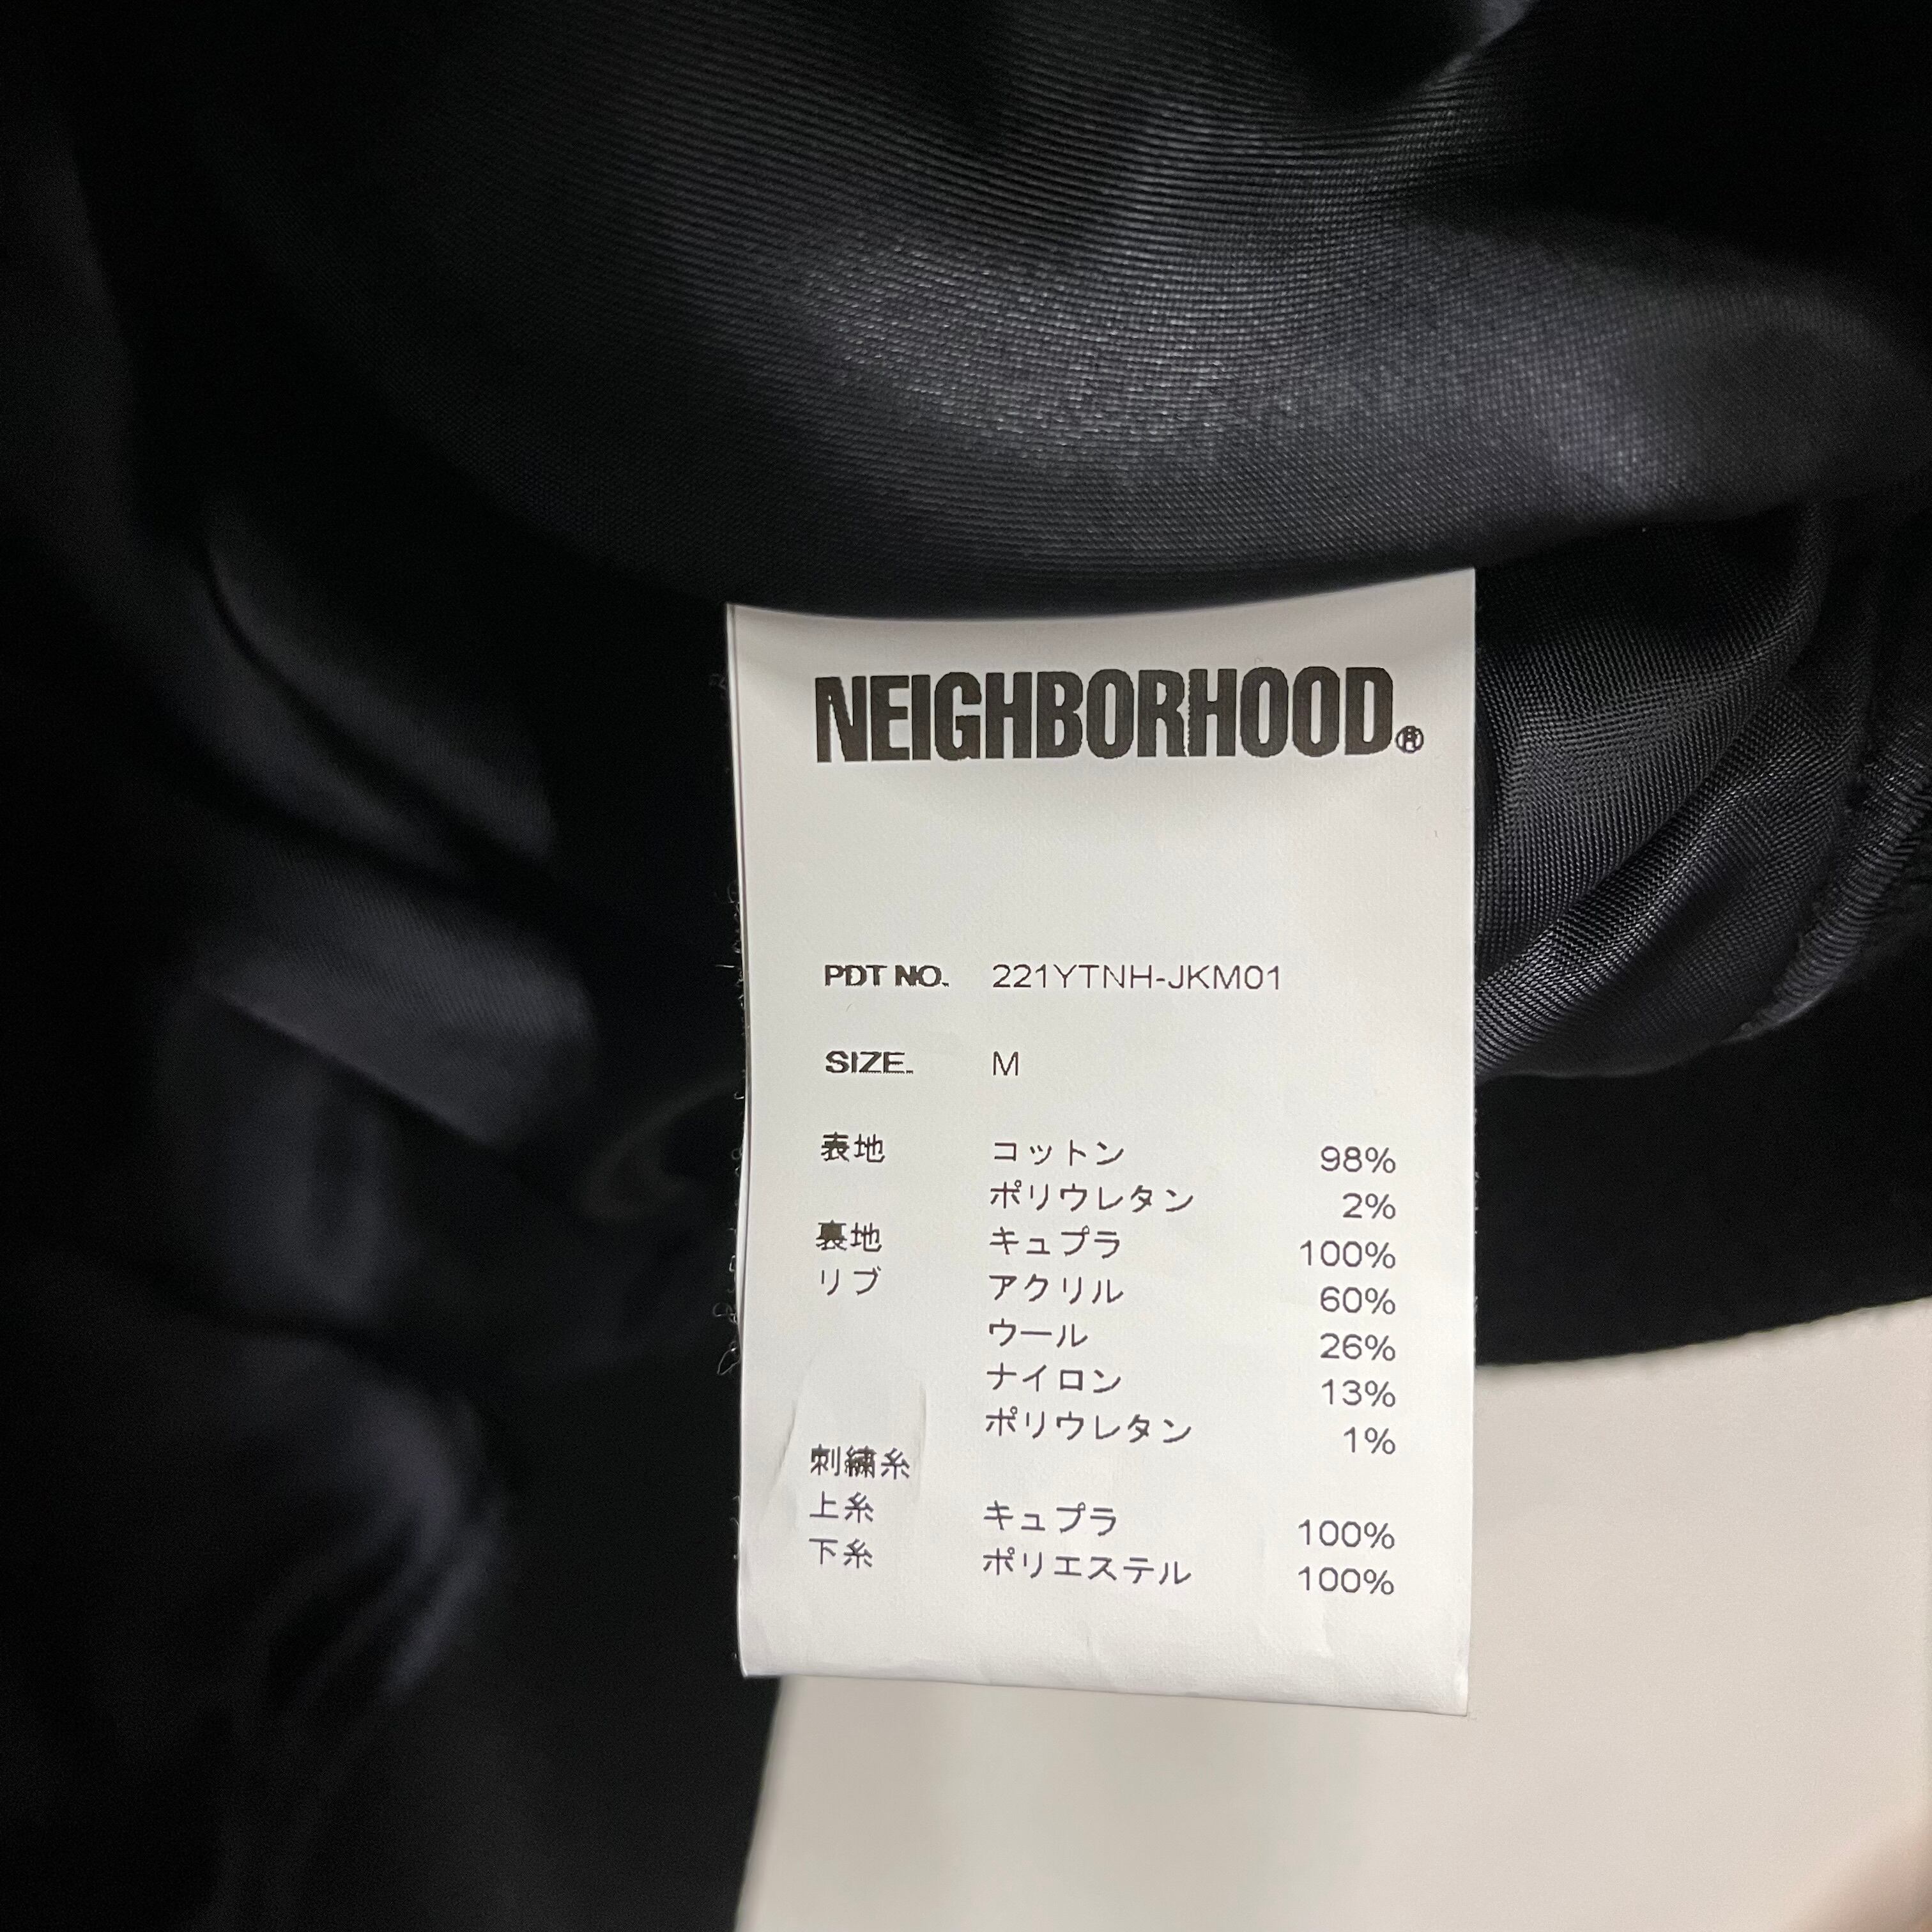 NEIGHBORHOOD®
PDT NO. 221YTNH-JKM01
SIZE. M
表地 コットン 98%
ポリウレタン 2%
裏地 キュプラ 100%
リブ アクリル 60%
ウール 26%
ナイロン 13%
ポリウレタン 1%
刺繍糸
上糸 キュプラ 100%
下糸 ポリエステル 100%